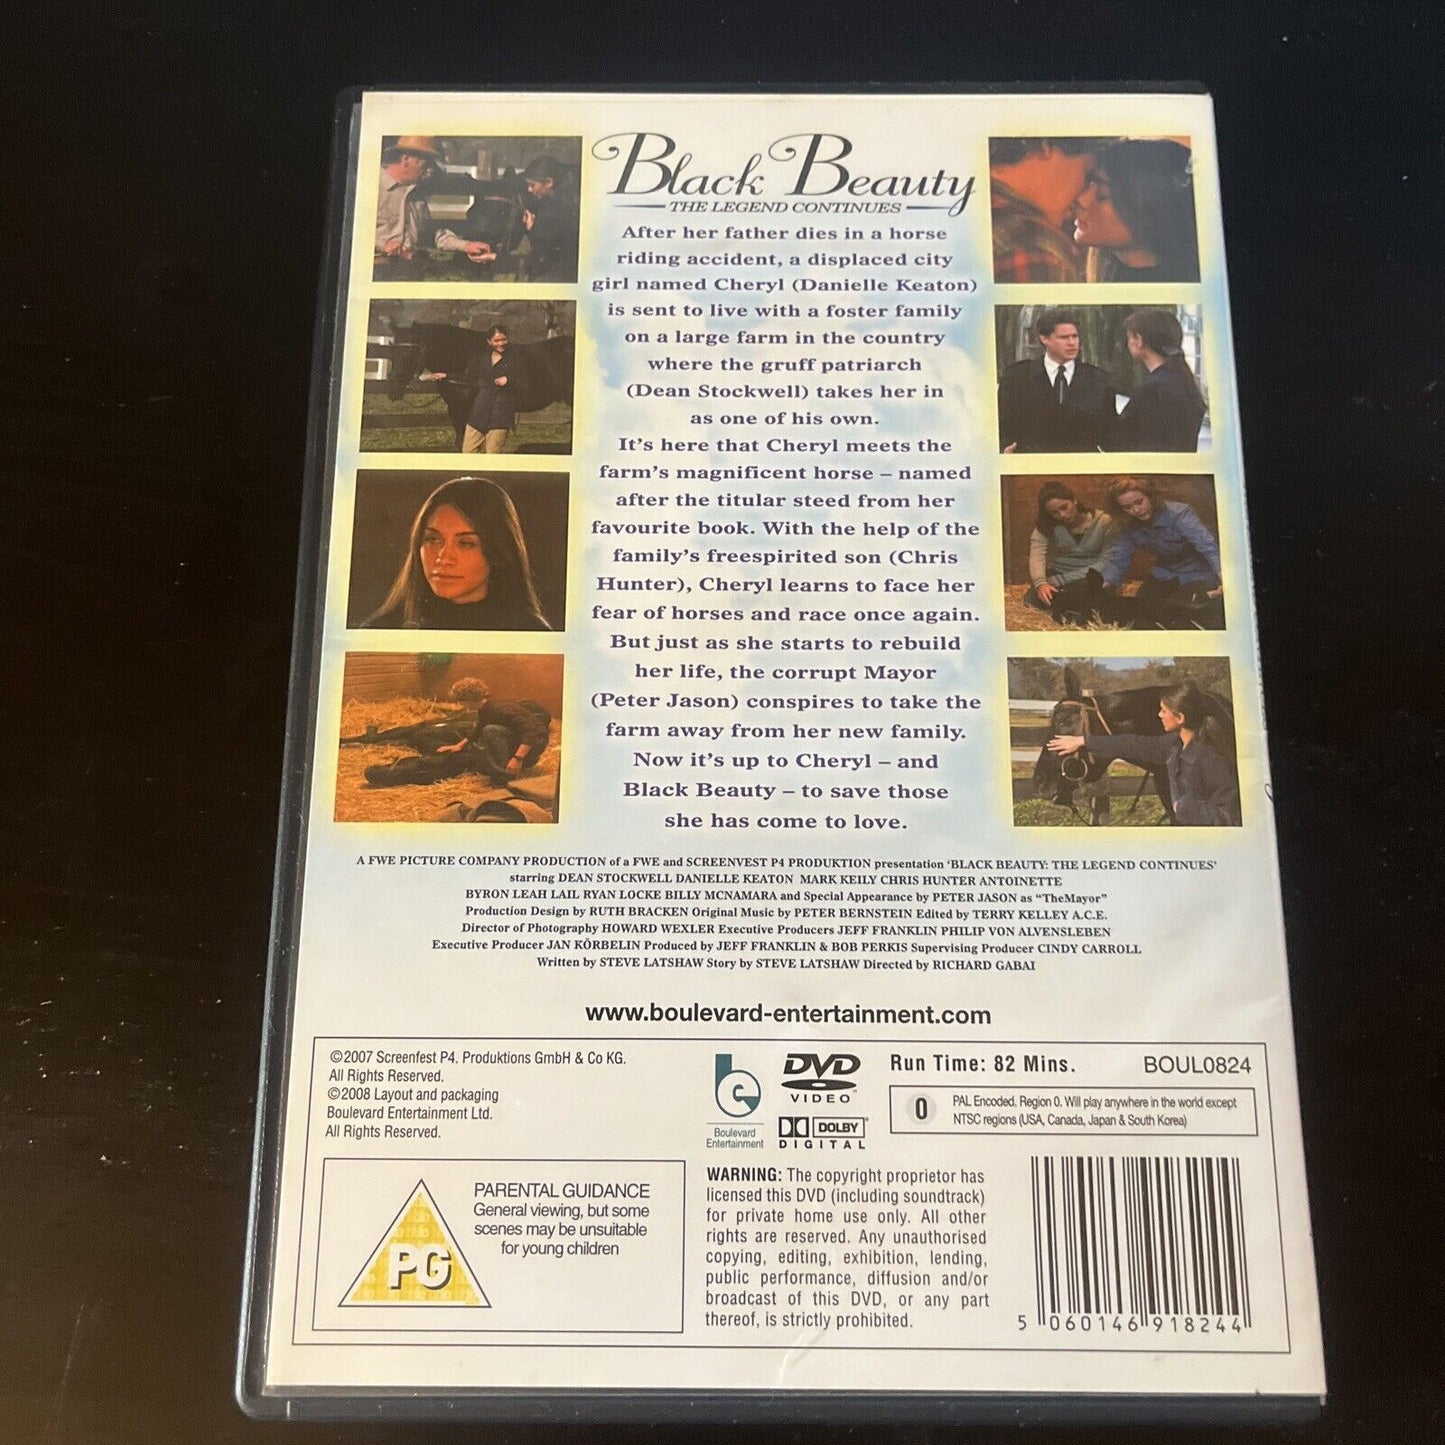 Black Beauty
THE LEGEND CONTINUES
After her father dies in a horse
riding accident, a displaced city
girl named Cheryl (Danielle Keaton)
is sent to live with a foster family
on a large farm in the country
where the gruff patriarch
(Dean Stockwell) takes her in
as one of his own.
It's here that Cheryl meets the
farm's magnificent horse – named
after the titular steed from her
favourite book. With the help of the
family's freespirited son (Chris
Hunter), Cheryl learns to face her
fear of horses and race once again.
But just as she starts to rebuild
her life, the corrupt Mayor
(Peter Jason) conspires to take the
farm away from her new family.
Now it's up to Cheryl – and
Black Beauty – to save those
she has come to love.
A FWE PICTURE COMPANY PRODUCTION of a FWE and SCREENVEST P4 PRODUKTION presentation 'BLACK BEAUTY: THE LEGEND CONTINUES'
starring DEAN STOCKWELL DANIELLE KEATON MARK KEILY CHRIS HUNTER ANTOINETTE
BYRON LEAH LAIL RYAN LOCKE BILLY MCNAMARA and Special Appearance by PETER JASON as "TheMayor"
Production Design by RUTH BRACKEN Original Music by PETER BERNSTEIN Edited by TERRY KELLEY A.C.E.
Director of Photography HOWARD WEXLER Executive Producers JEFF FRANKLIN PHILIP VON ALVENSLEBEN
Executive Producer JAN KÖRBELIN Produced by JEFF FRANKLIN & BOB PERKIS Supervising Producer CINDY CARROLL
Written by STEVE LATSHAW Story by STEVE LATSHAW Directed by RICHARD GABAI
www.boulevard-entertainment.com
©2007 Screenfest P4. Produktions GmbH & Co KG.
All Rights Reserved.
©2008 Layout and packaging
Boulevard Entertainment Ltd.
All Rights Reserved.
be
Boulevard
Entertainment
DVD
VIDEO
DOLBY
DIGITAL
Run Time: 82 Mins.
BOUL0824
0
PAL Encoded. Region 0. Will play anywhere in the world except
NTSC regions (USA, Canada, Japan & South Korea)
PG
PARENTAL GUIDANCE
General viewing, but some
scenes may be unsuitable
for young children
WARNING: The copyright proprietor has
licensed this DVD (including soundtrack)
for private home use only. All other
rights are reserved. Any unauthorised
copying, editing, exhibition, lending,
public performance, diffusion and/or
broadcast of this DVD, or any part
thereof, is strictly prohibited.
5 060146 918244